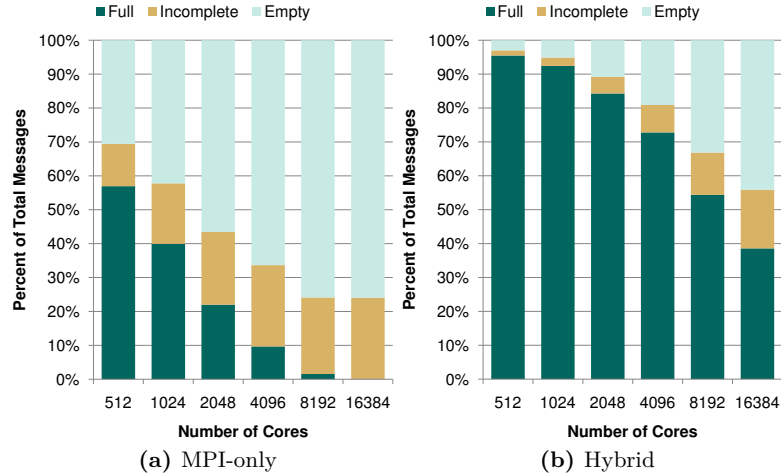 Full Incomplete Empty
Percent of Total Messages
100%
90%
80%
70%
60%
50%
40%
30%
20%
10%
0%
512 1024 2048 4096 8192 16384
Number of Cores
(a) MPI-only
Full Incomplete Empty
Percent of Total Messages
100%
90%
80%
70%
60%
50%
40%
30%
20%
10%
0%
512 1024 2048 4096 8192 16384
Number of Cores
(b) Hybrid